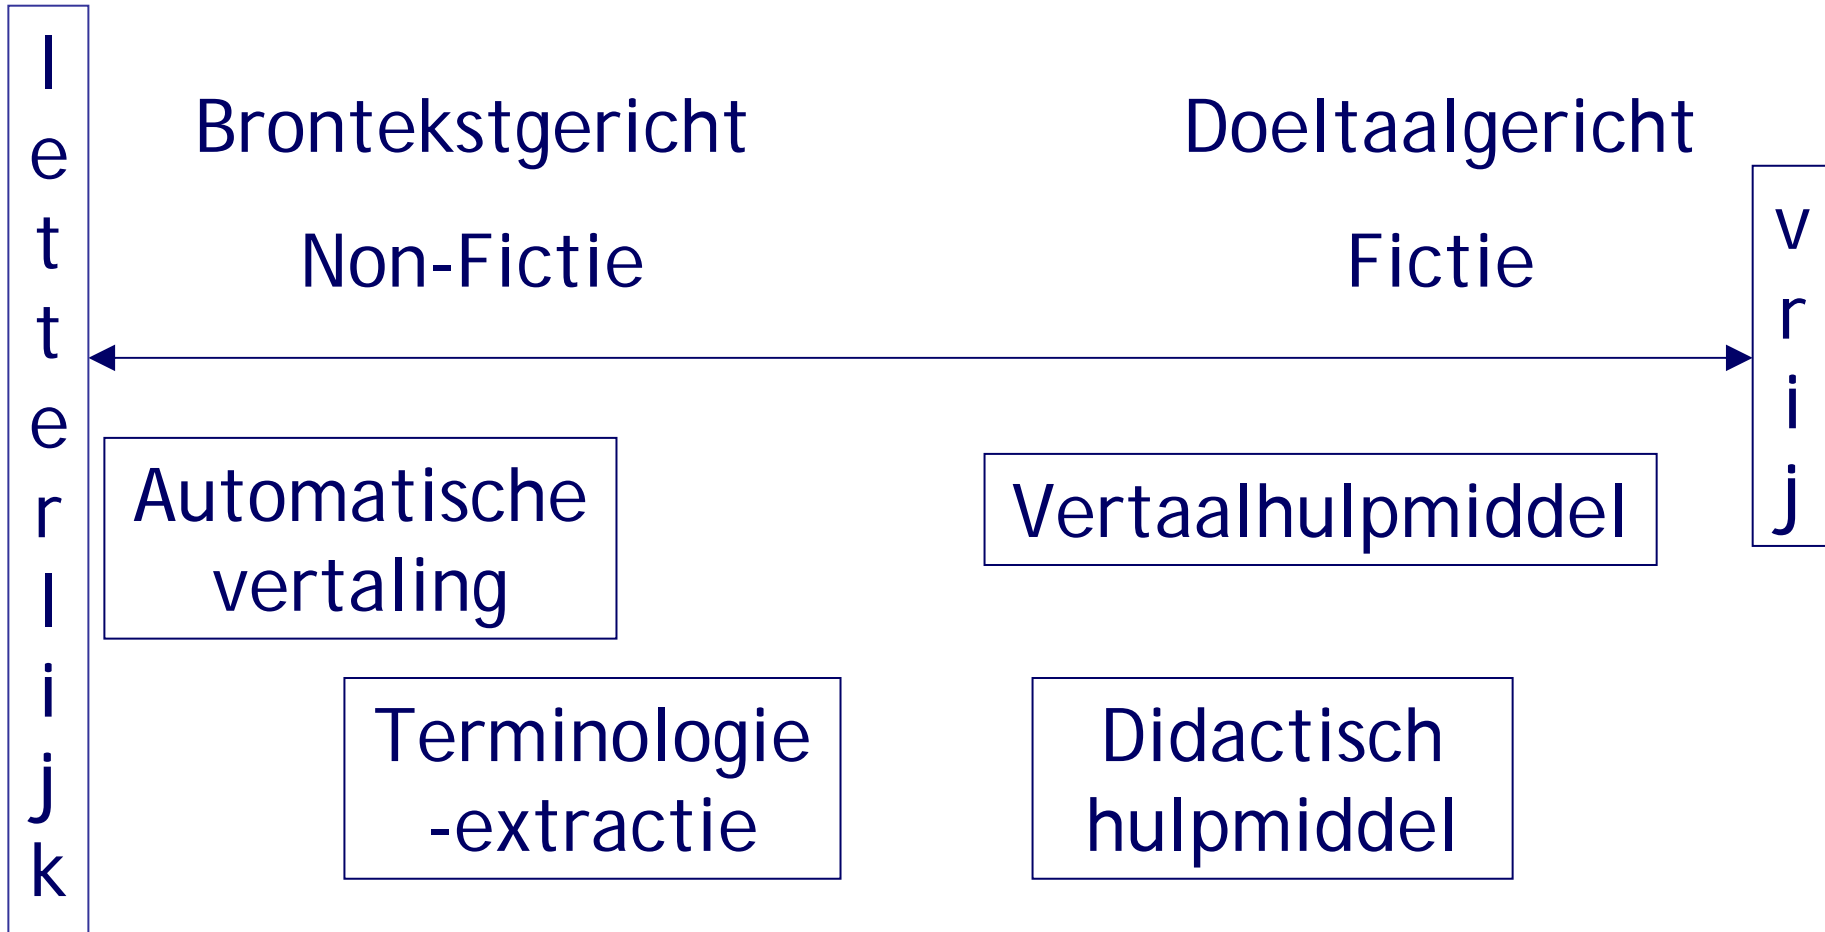 letterlijk
Brontekstgericht
Doeltaalgericht
Non-Fictie
Fictie
vrij
Automatische
vertaling
Vertaalhulpmiddel
Terminologie
-extractie
Didactisch
hulpmiddel